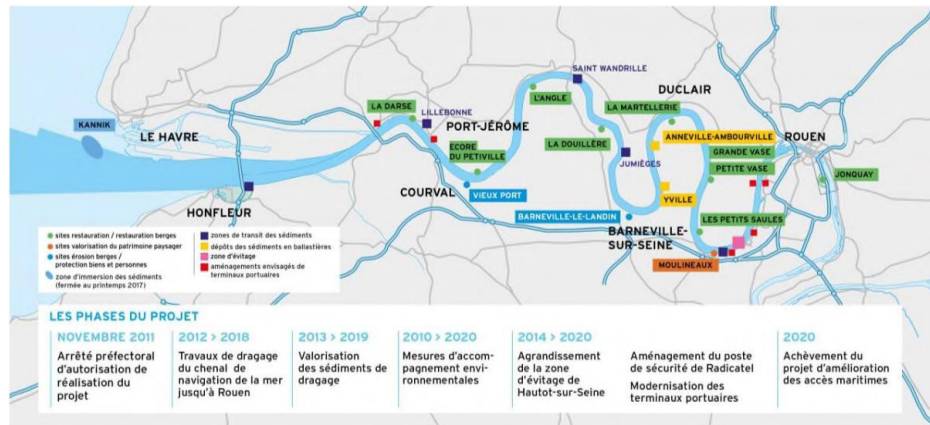 SAINT WANDRILLE
L'ANGLE
DUCLAIR
LA MARTELLERIE
LA DARSE
LILLEBONNE
KANNIK
LE HAVRE
PORT-JÉRÔME
ANNEVILLE-AMBOURVILLE
ROUEN
ECORE
DU PETIVILLE
LA DOUILLÈRE
GRANDE VASE
JUMIÈGES
PETITE VASE
JONQUAY
COURVAL
VIEUX PORT
YVILLE
HONFLEUR
BARNEVILLE-LE-LANDIN
LES PETITS SAULES
BARNEVILLE-
SUR-SEINE
MOULINEAUX
sites restauration / restauration berges
sites valorisation du patrimoine paysager
sites érosion berges /
protection biens et personnes
zone d'immersion des sédiments
(fermée au printemps 2017)
zones de transit des sédiments
dépôts des sédiments en ballastières
zone d'évitage
aménagements envisagés de
terminaux portuaires
LES PHASES DU PROJET
NOVEMBRE 2011
Arrêté préfectoral
d'autorisation de
réalisation du
projet
2012 > 2018
Travaux de dragage
du chenal de
navigation de la mer
jusqu'à Rouen
2013 > 2019
Valorisation
des sédiments de
dragage
2010 > 2020
Mesures d'accom-
pagnement envi-
ronnementales
2014 > 2020
Agrandissement
de la zone
d'évitage de
Hautot-sur-Seine
Aménagement du poste
de sécurité de Radicatel
Modernisation des
terminaux portuaires
2020
Achèvement du
projet d'amélioration
des accès maritimes